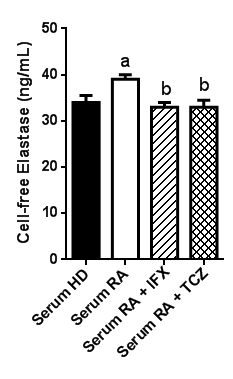 Cell-free Elastase (ng/mL)
50
40
30
20
10
0
a
b
b
Serum HD
Serum RA
Serum RA + IFX
Serum RA + TCZ